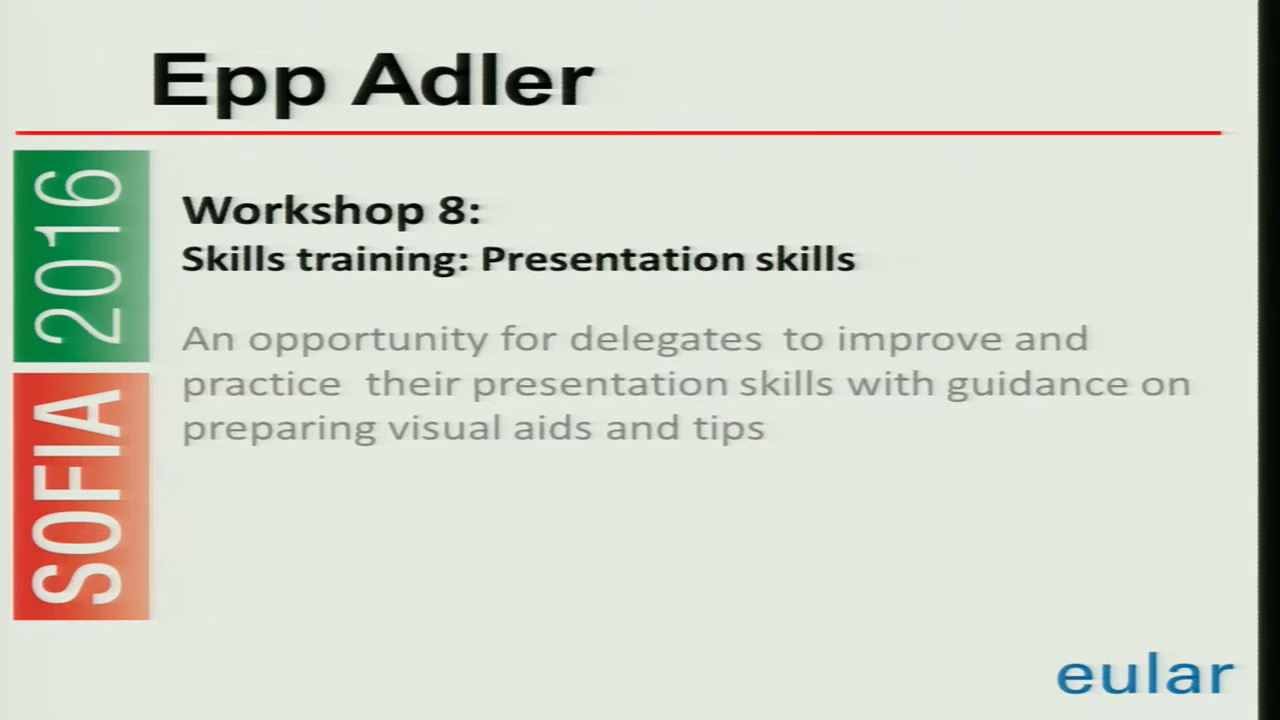 Epp Adler
2016
SOFIA
Workshop 8:
Skills training: Presentation skills
An opportunity for delegates to improve and
practice their presentation skills with guidance on
preparing visual aids and tips
eular